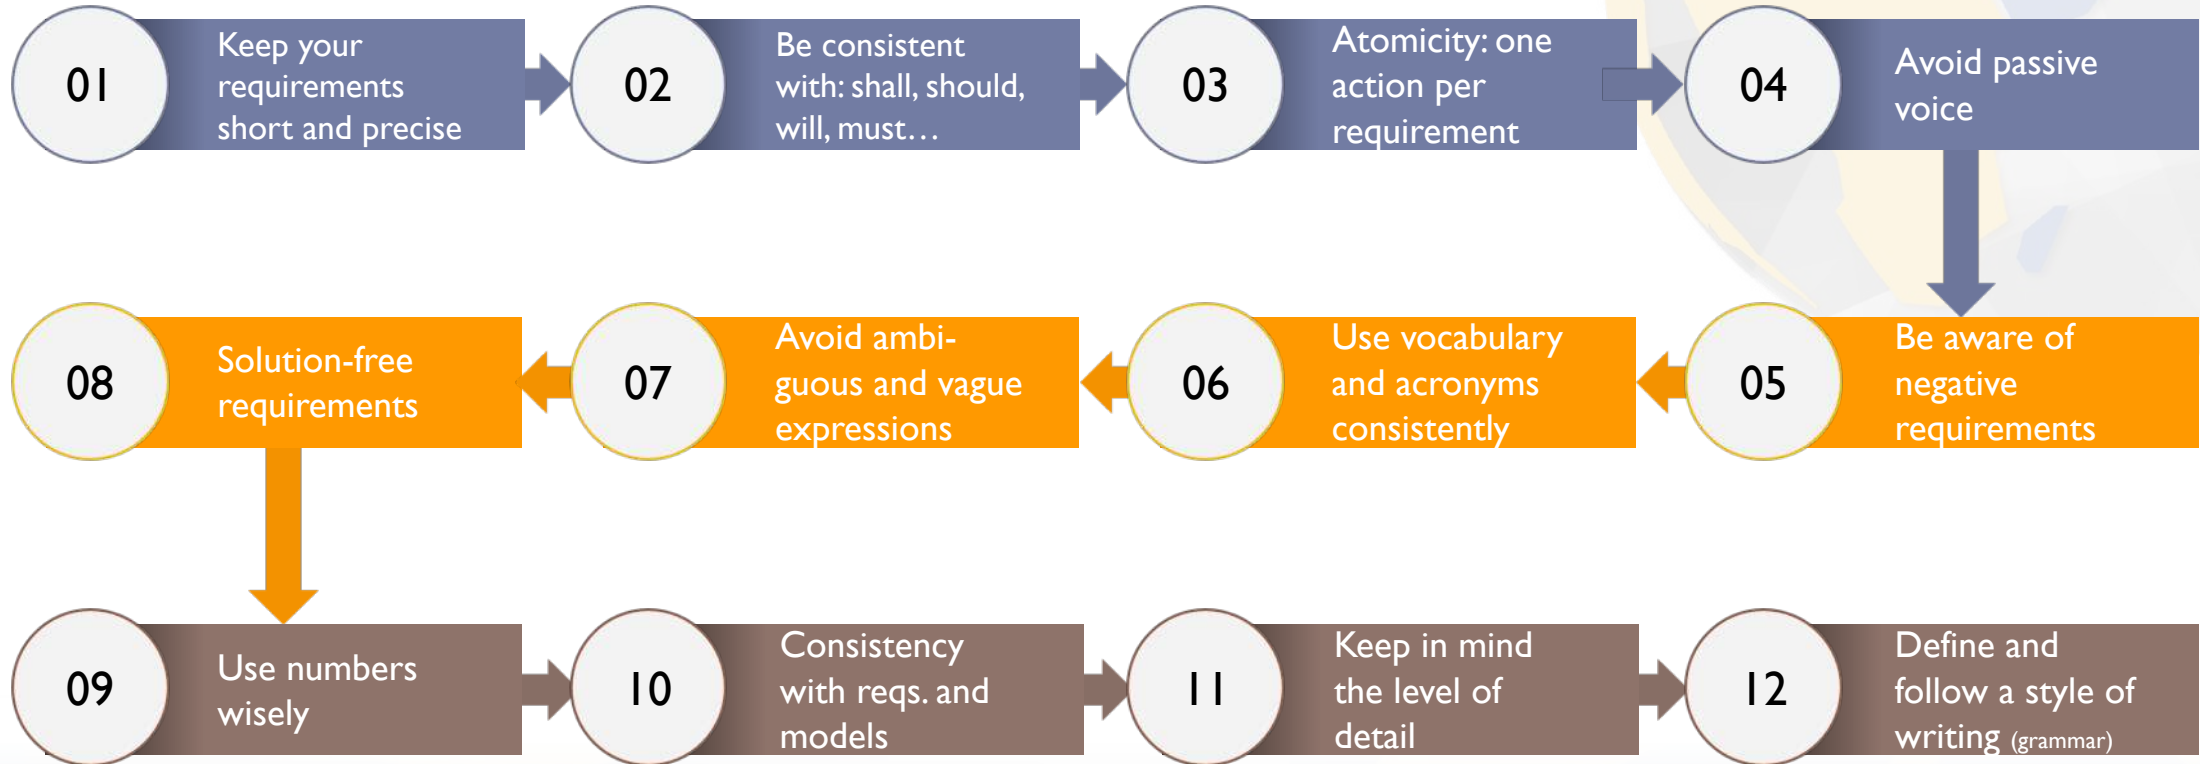 01
Keep your
requirements
short and precise
02
Be consistent
with: shall, should,
will, must…
03
Atomicity: one
action per
requirement
04
Avoid passive
voice
05
Be aware of
negative
requirements
06
Use vocabulary
and acronyms
consistently
07
Avoid ambi-
guous and vague
expressions
08
Solution-free
requirements
09
Use numbers
wisely
10
Consistency
with reqs. and
models
11
Keep in mind
the level of
detail
12
Define and
follow a style of
writing (grammar)